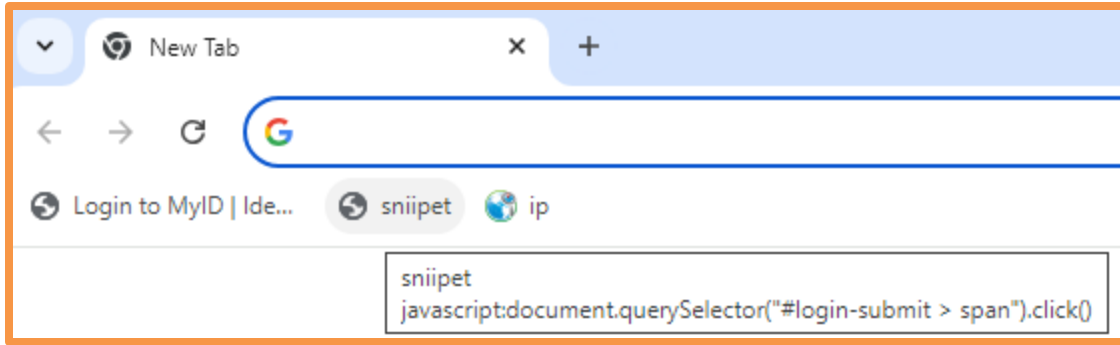 New Tab
Login to MyID | Ide... sniipet ip
sniipet
javascript:document.querySelector("#login-submit > span").click()